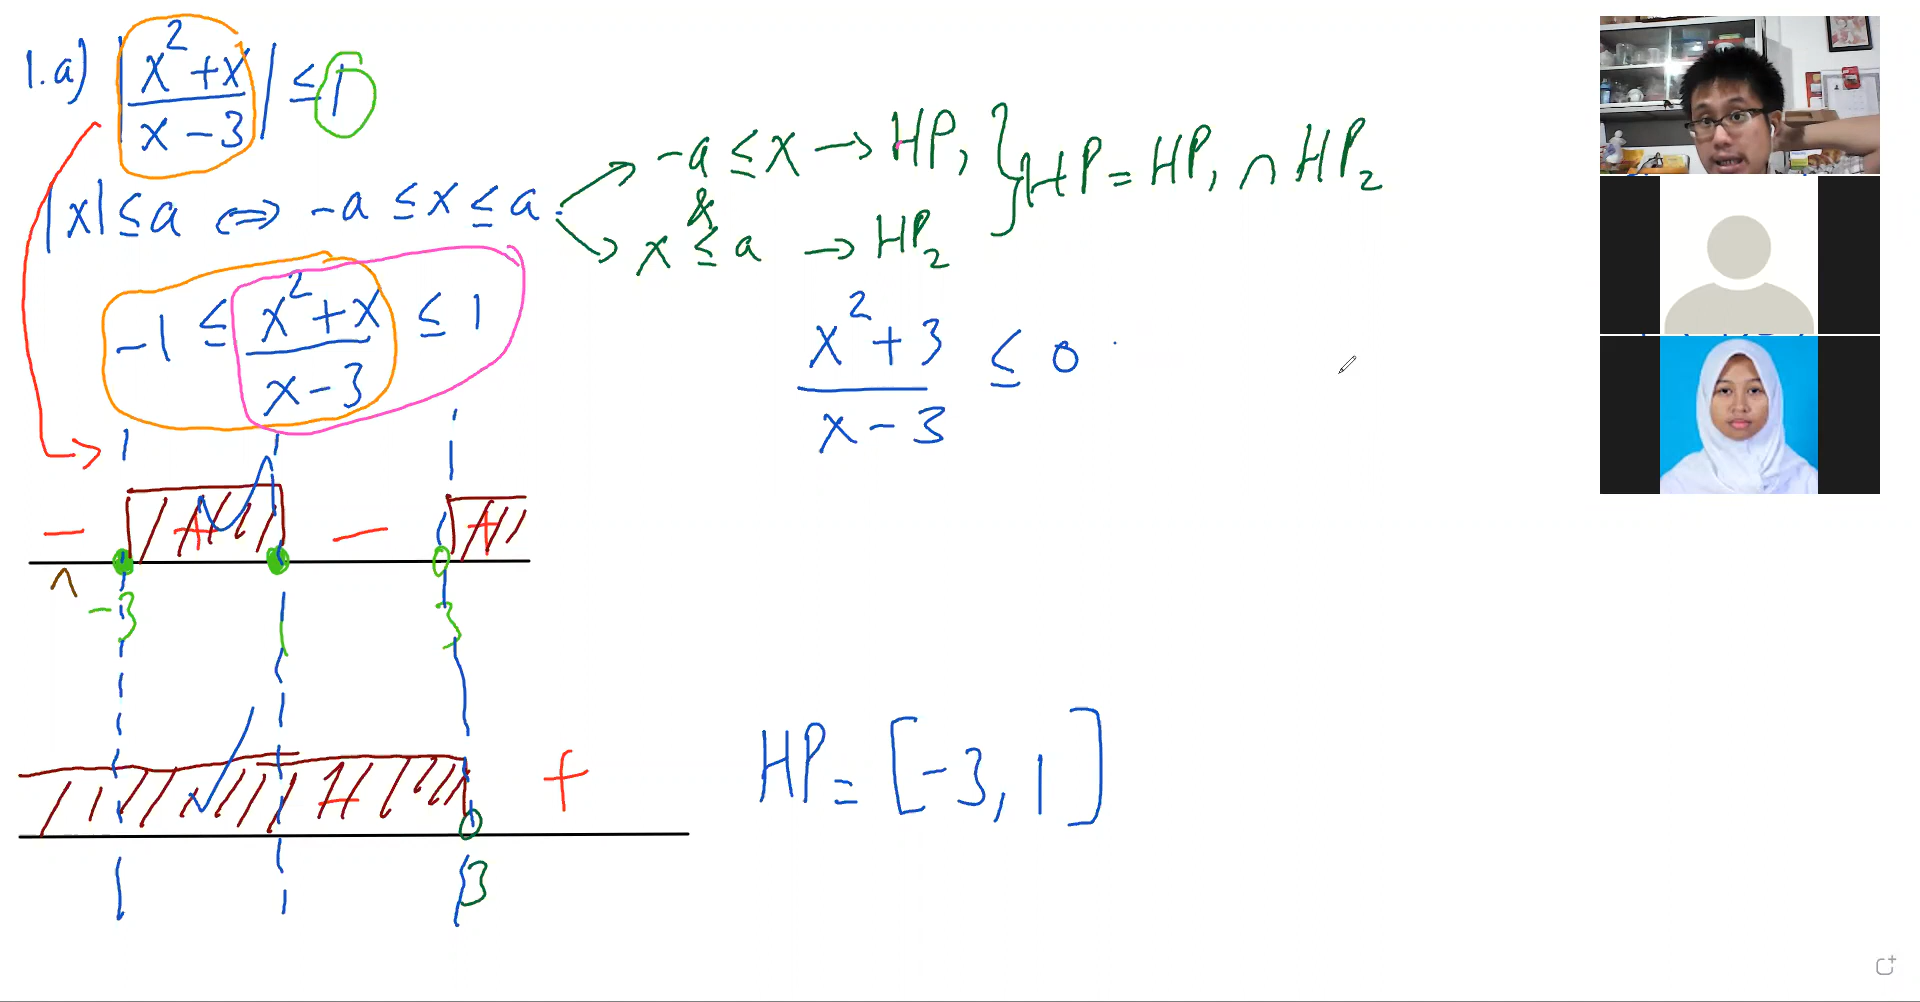 1.a) |x²+x / x-3| ≤ 1
|x| ≤ a ⇔ -a ≤ x ≤ a
-a ≤ x → HP₁
&
x ≤ a → HP₂
} HP = HP₁ ∩ HP₂
-1 ≤ x²+x / x-3 ≤ 1
x²+3 / x-3 ≤ 0
- + - +
-3 1 3
+
3
HP = [-3, 1]